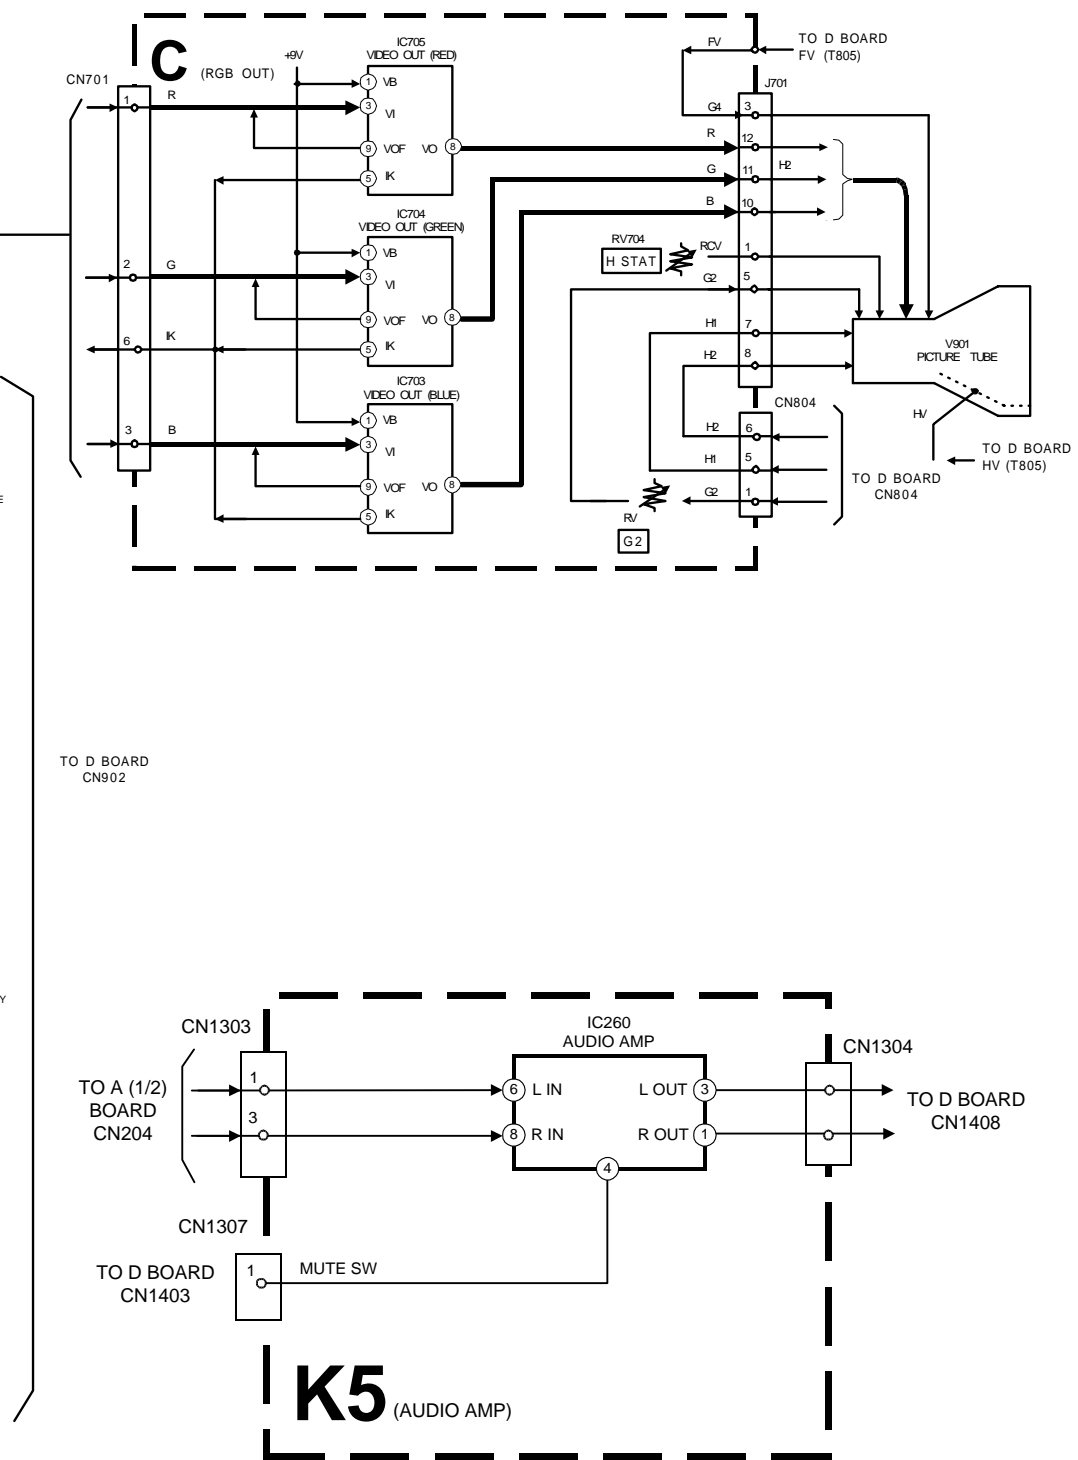 C (RGB OUT)
CN701
+9V
1
R
2
G
6
IK
3
B
IC705
VIDEO OUT (RED)
1 VB
3 VI
9 VOF VO 8
5 IK
IC704
VIDEO OUT (GREEN)
1 VB
3 VI
9 VOF VO 8
5 IK
IC703
VIDEO OUT (BLUE)
1 VB
3 VI
9 VOF VO 8
5 IK
FV
TO D BOARD
FV (T805)
J701
G4 3
R 12
G 11 H2
B 10
RV704
H STAT
RCV 1
G2 5
H1 7
H2 8
CN804
H2 6
H1 5
G2 1
RV
G2
TO D BOARD
CN804
V901
PICTURE TUBE
HV
TO D BOARD
HV (T805)
E
TO D BOARD
CN902
Y
CN1303
TO A (1/2)
BOARD
CN204
1
3
IC260
AUDIO AMP
6 L IN L OUT 3
8 R IN R OUT 1
4
CN1304
TO D BOARD
CN1408
CN1307
TO D BOARD
CN1403
1 MUTE SW
K5 (AUDIO AMP)